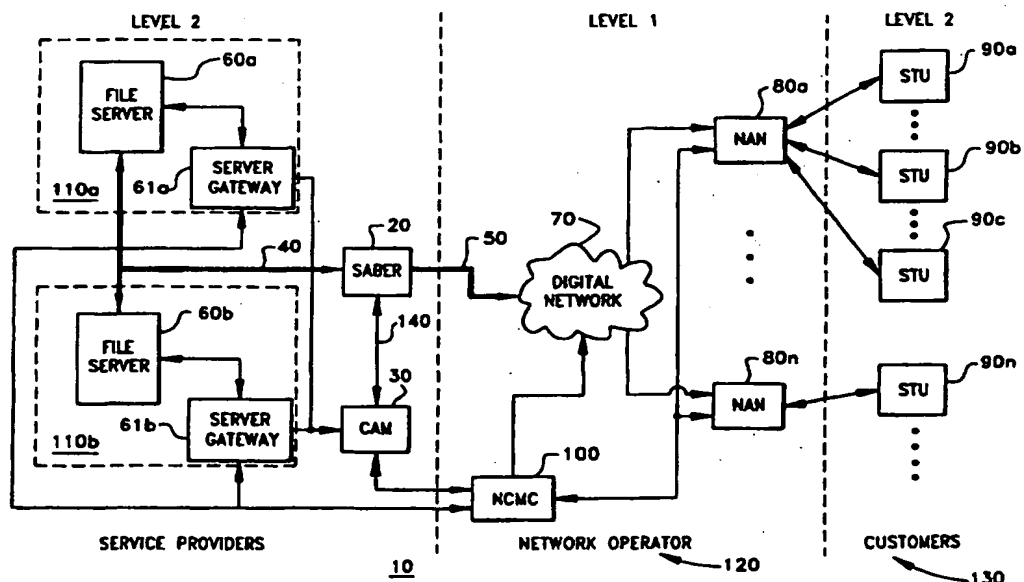 LEVEL 2
LEVEL 1
LEVEL 2
60a
FILE
SERVER
110a
61a
SERVER
GATEWAY
40
20
SABER
50
70
DIGITAL
NETWORK
80a
NAN
90a
STU
90b
STU
90c
STU
60b
FILE
SERVER
110b
61b
SERVER
GATEWAY
140
30
CAM
100
NCMC
80n
NAN
90n
STU
SERVICE PROVIDERS
10
NETWORK OPERATOR
120
CUSTOMERS
130